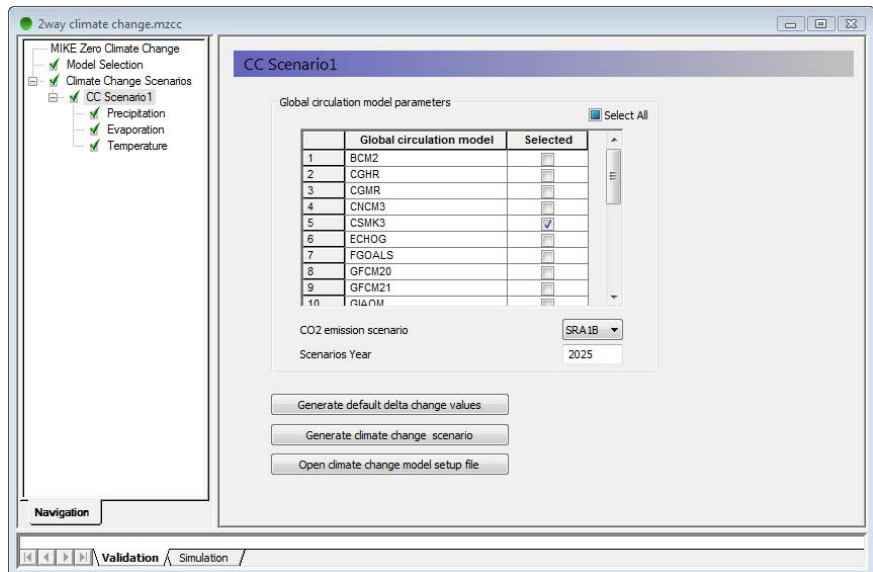 2way climate change.mzcc
MIKE Zero Climate Change
Model Selection
Climate Change Scenarios
CC Scenario1
Precipitation
Evaporation
Temperature
Navigation
CC Scenario1
Global circulation model parameters
Select All
Global circulation model Selected
1 BCM2
2 CGHR
3 CGMR
4 CNCM3
5 CSMK3
6 ECHOG
7 FGOALS
8 GFCM20
9 GFCM21
10 GIAOM
CO2 emission scenario SRA1B
Scenarios Year 2025
Generate default delta change values
Generate climate change scenario
Open climate change model setup file
Validation Simulation